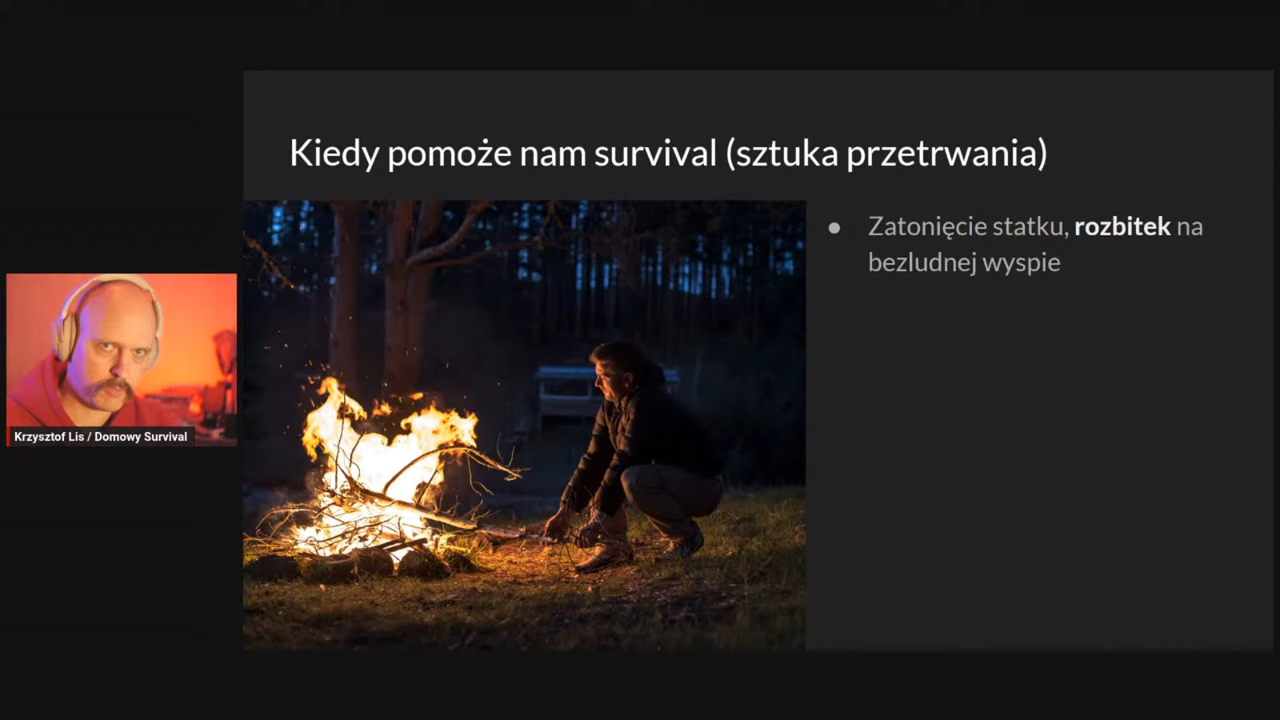 Kiedy pomoże nam survival (sztuka przetrwania)
● Zatonięcie statku, rozbitek na
bezludnej wyspie
Krzysztof Lis / Domowy Survival